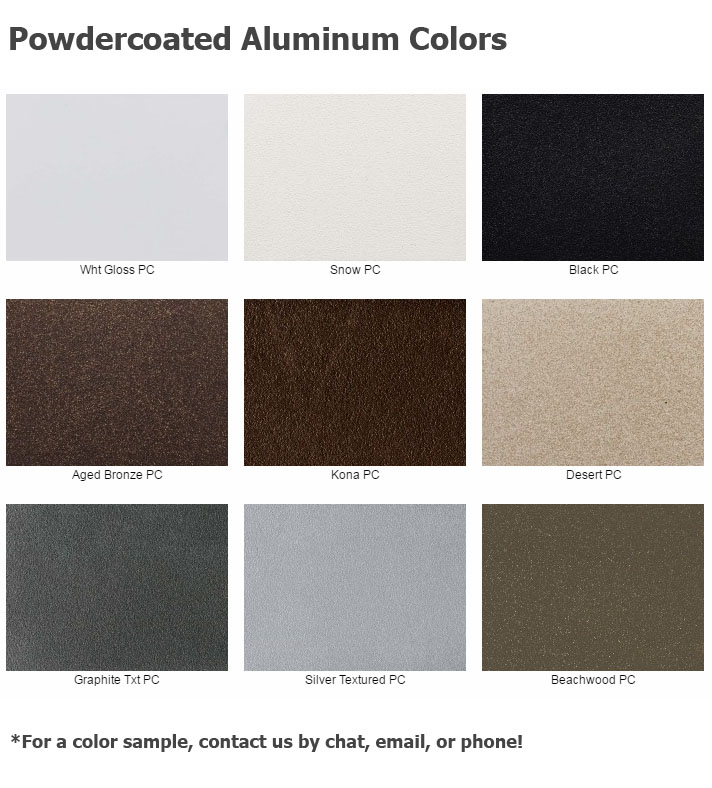 Powdercoated Aluminum Colors
Wht Gloss PC
Snow PC
Black PC
Aged Bronze PC
Kona PC
Desert PC
Graphite Txt PC
Silver Textured PC
Beachwood PC
*For a color sample, contact us by chat, email, or phone!